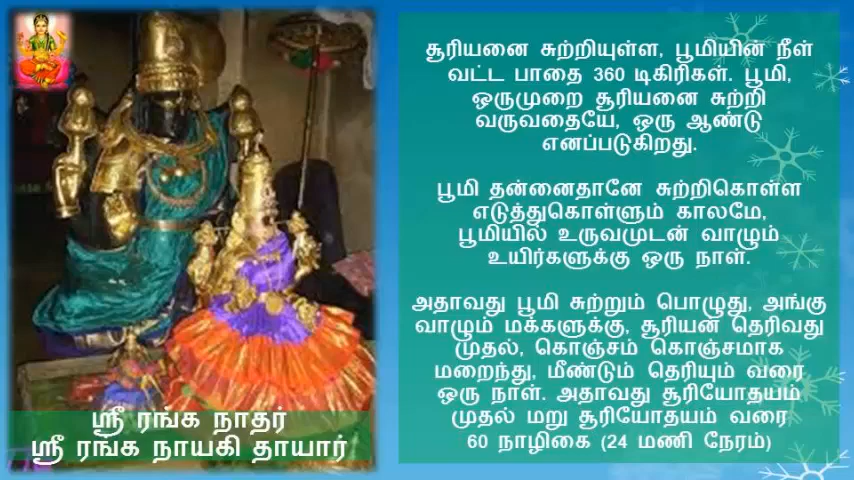 ஸ்ரீ ரங்க நாதர்
ஸ்ரீ ரங்க நாயகி தாயார்
சூரியனை சுற்றியுள்ள, பூமியின் நீள்
வட்ட பாதை 360 டிகிரிகள். பூமி,
ஒருமுறை சூரியனை சுற்றி
வருவதையே, ஒரு ஆண்டு
எனப்படுகிறது.
பூமி தன்னைதானே சுற்றிகொள்ள
எடுத்துகொள்ளும் காலமே,
பூமியில் உருவமுடன் வாழும்
உயிர்களுக்கு ஒரு நாள்.
அதாவது பூமி சுற்றும் பொழுது, அங்கு
வாழும் மக்களுக்கு, சூரியன் தெரிவது
முதல், கொஞ்சம் கொஞ்சமாக
மறைந்து, மீண்டும் தெரியும் வரை
ஒரு நாள். அதாவது சூரியோதயம்
முதல் மறு சூரியோதயம் வரை
60 நாழிகை (24 மணி நேரம்)